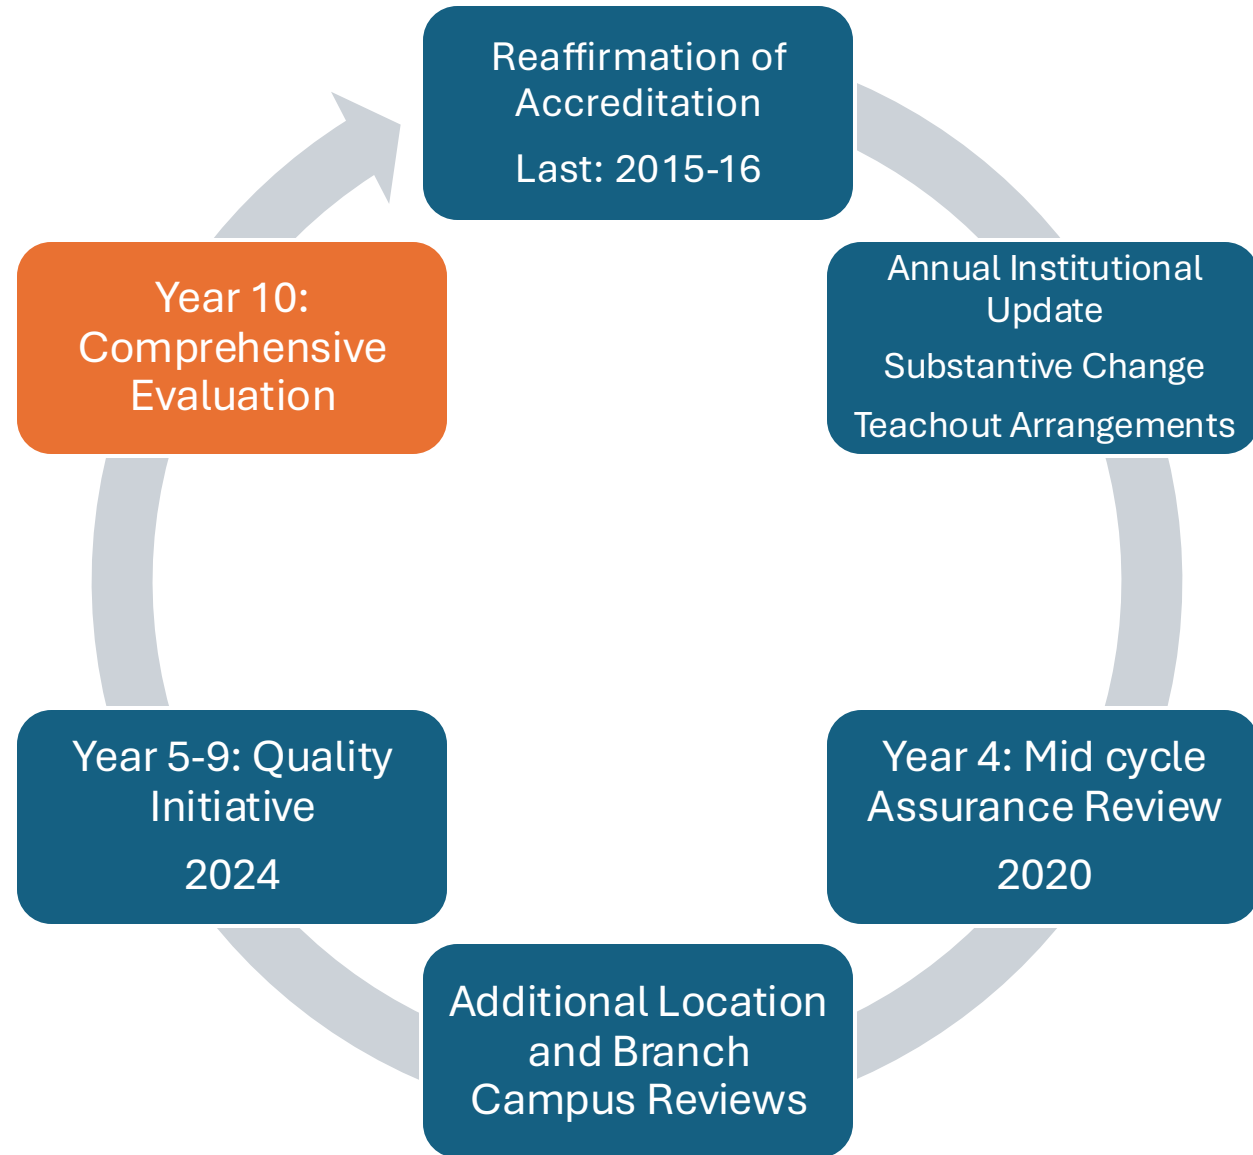 Reaffirmation of
Accreditation
Last: 2015-16
Annual Institutional
Update
Substantive Change
Teachout Arrangements
Year 4: Mid cycle
Assurance Review
2020
Additional Location
and Branch
Campus Reviews
Year 5-9: Quality
Initiative
2024
Year 10:
Comprehensive
Evaluation